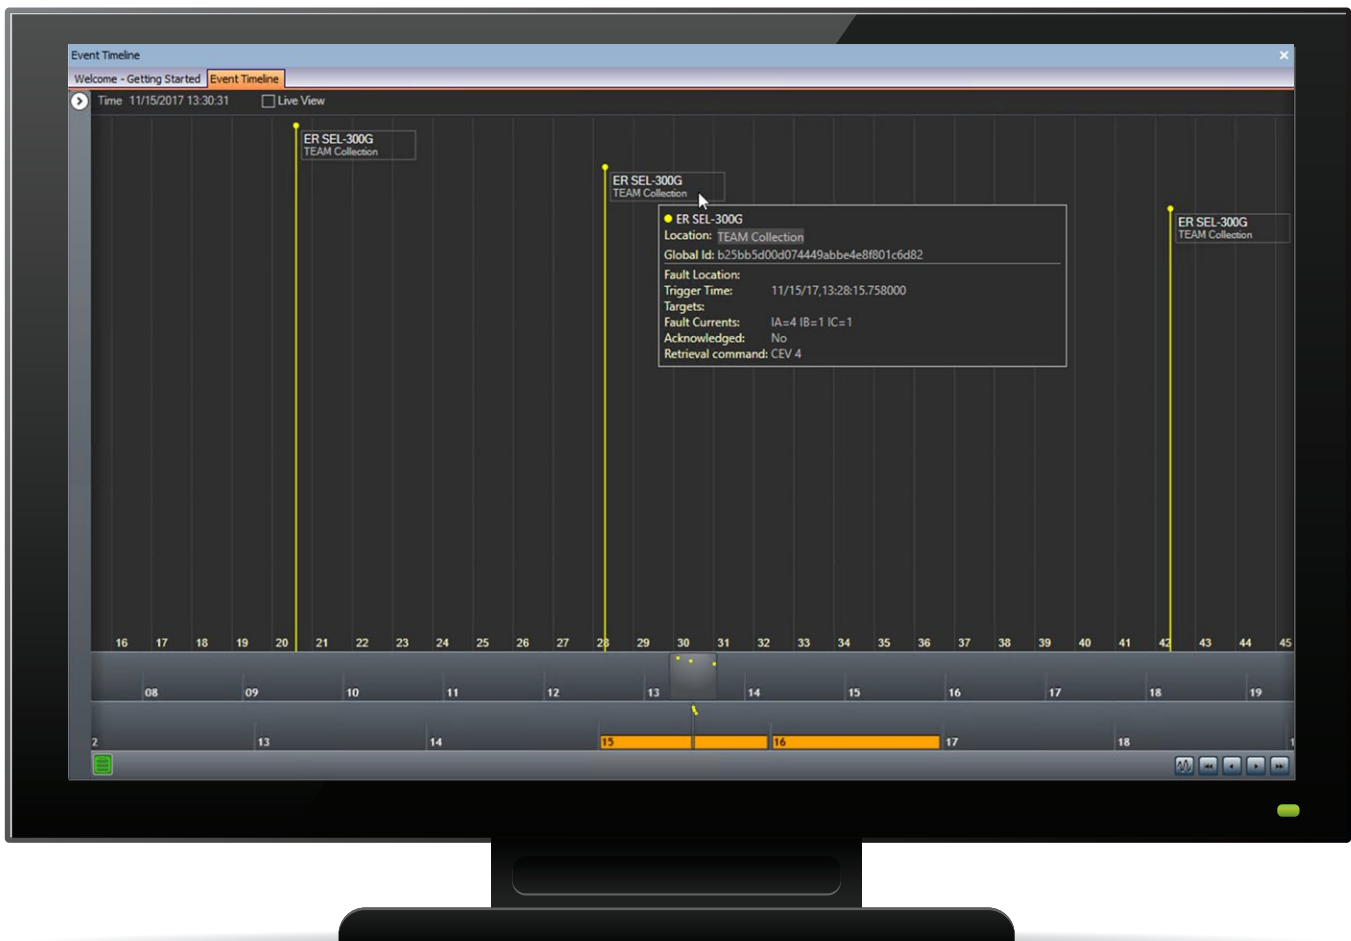 Event Timeline
Welcome - Getting Started Event Timeline
Time 11/15/2017 13:30:31 Live View
ER SEL-300G
TEAM Collection
ER SEL-300G
TEAM Collection
ER SEL-300G
Location: TEAM Collection
Global Id: b25bb5d00d074449abbe4e8f801c6d82
Fault Location:
Trigger Time: 11/15/17,13:28:15.758000
Targets:
Fault Currents: IA=4 IB=1 IC=1
Acknowledged: No
Retrieval command: CEV 4
ER SEL-300G
TEAM Collection
16 17 18 19 20 21 22 23 24 25 26 27 28 29 30 31 32 33 34 35 36 37 38 39 40 41 42 43 44 45
08 09 10 11 12 13 14 15 16 17 18 19
2 13 14 15 16 17 18 1